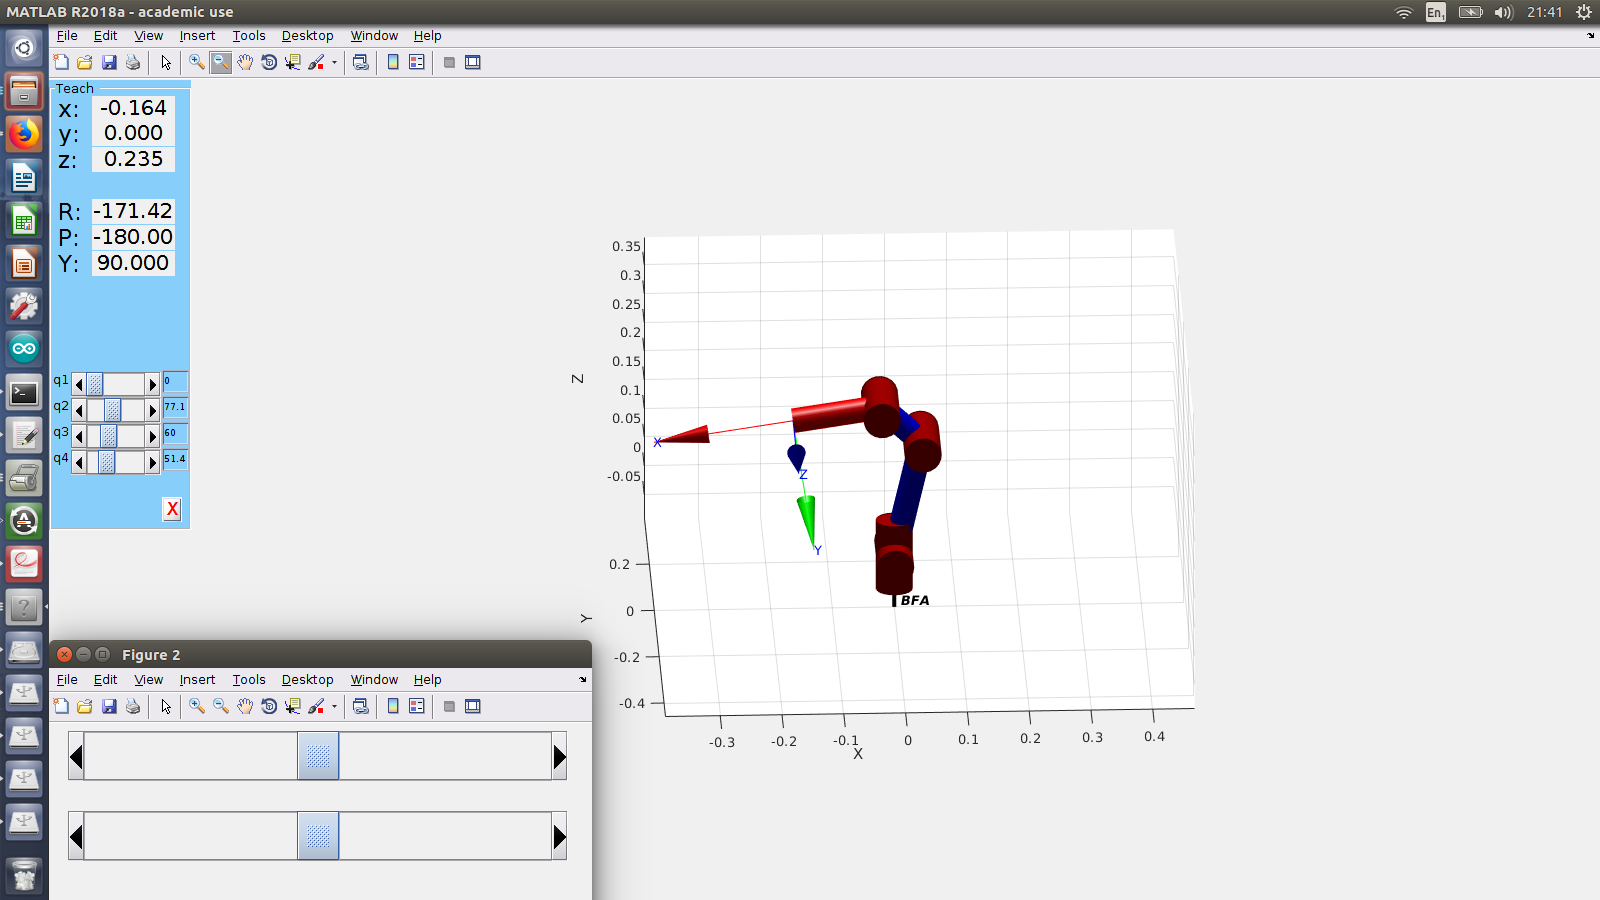 MATLAB R2018a - academic use
En1
21:41
File Edit View Insert Tools Desktop Window Help
Teach
x: -0.164
y: 0.000
z: 0.235
R: -171.42
P: -180.00
Y: 90.000
q1 0
q2 77.1
q3 60
q4 51.4
X
0.35
0.3
0.25
0.2
0.15
0.1
0.05
0
-0.05
Z
0.2
0
-0.2
-0.4
Y
-0.3 -0.2 -0.1 0 0.1 0.2 0.3 0.4
X
X
Z
Y
BFA
Figure 2
File Edit View Insert Tools Desktop Window Help